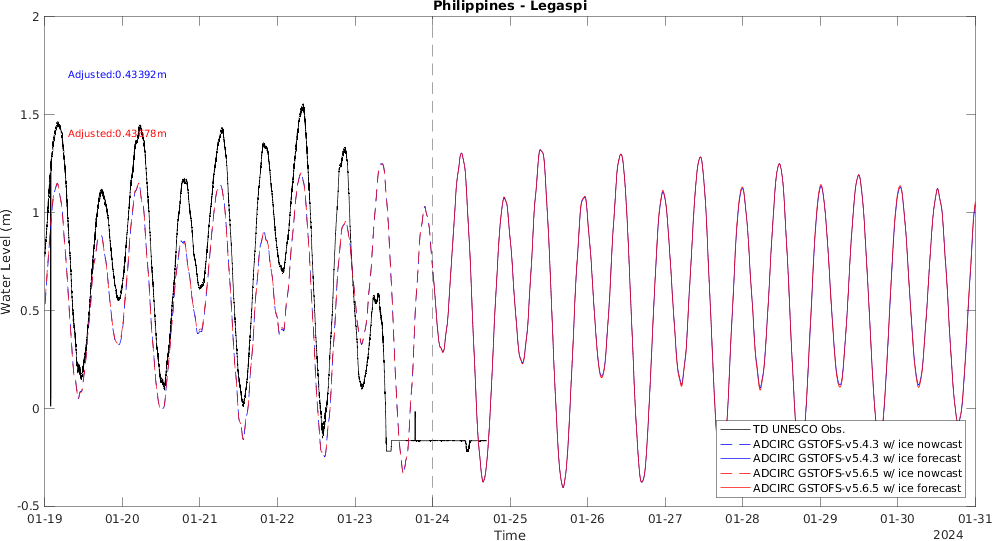 Philippines - Legaspi
2
1.5
1
0.5
0
-0.5
Water Level (m)
Adjusted:0.43392m
TD UNESCO Obs.
ADCIRC GSTOFS-v5.4.3 w/ ice nowcast
ADCIRC GSTOFS-v5.4.3 w/ ice forecast
ADCIRC GSTOFS-v5.6.5 w/ ice nowcast
ADCIRC GSTOFS-v5.6.5 w/ ice forecast
01-19 01-20 01-21 01-22 01-23 01-24 01-25 01-26 01-27 01-28 01-29 01-30 01-31
Time
2024